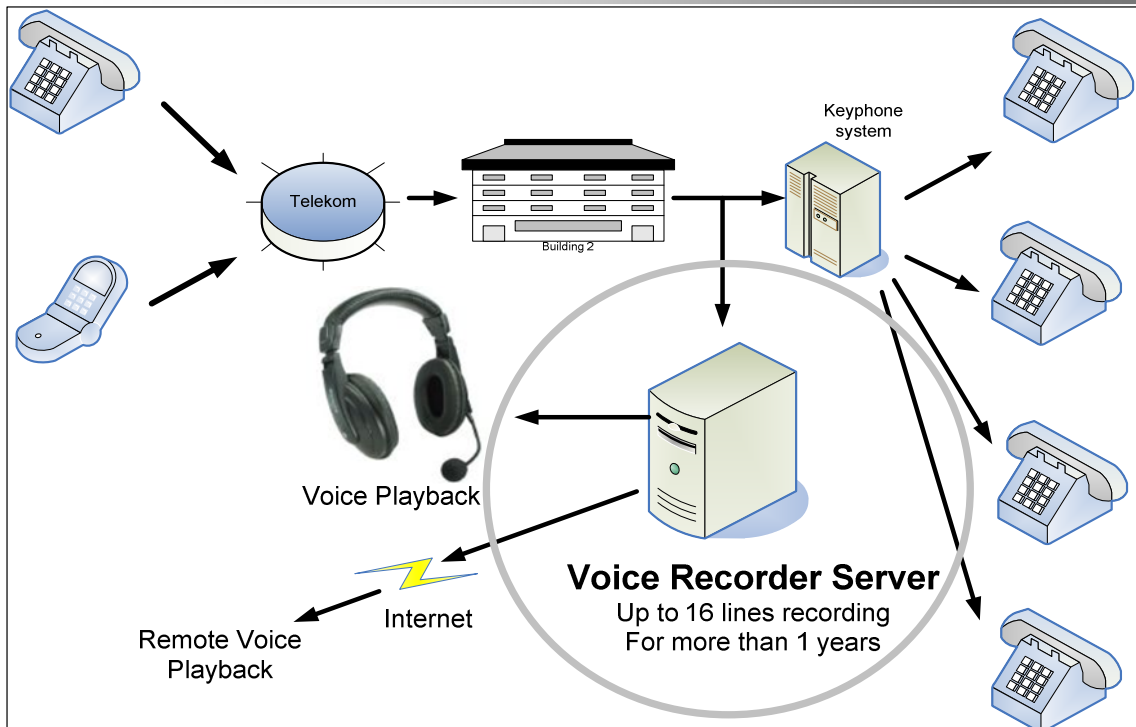 Keyphone
system
Telekom
Building 2
Voice Playback
Voice Recorder Server
Up to 16 lines recording
For more than 1 years
Internet
Remote Voice
Playback